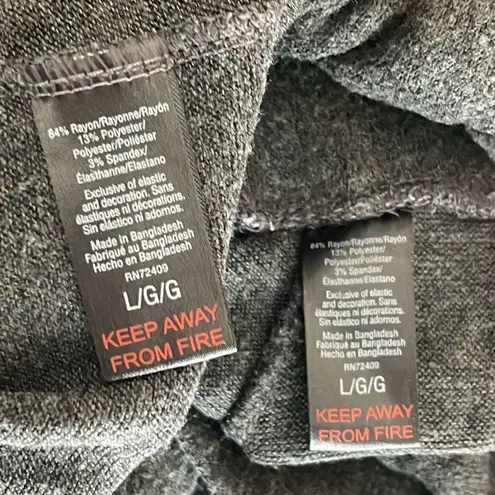 84% Rayon/Rayonne/Rayón
13% Polyester/
Polyester/Poliéster
3% Spandex/
Élasthanne/Elastano
Exclusive of elastic
and decoration. Sans
élastiques ni décorations.
Sin elástico ni adornos.
Made in Bangladesh
Fabriqué au Bangladesh
Hecho en Bangladesh
RN72409
L/G/G
KEEP AWAY
FROM FIRE
84% Rayon/Rayonne/Rayón
13% Polyester/
Polyester/Poliéster
3% Spandex/
Élasthanne/Elastano
Exclusive of elastic
and decoration. Sans
élastiques ni décorations.
Sin elástico ni adornos.
Made in Bangladesh
Fabriqué au Bangladesh
Hecho en Bangladesh
RN72409
L/G/G
KEEP AWAY
FROM FIRE